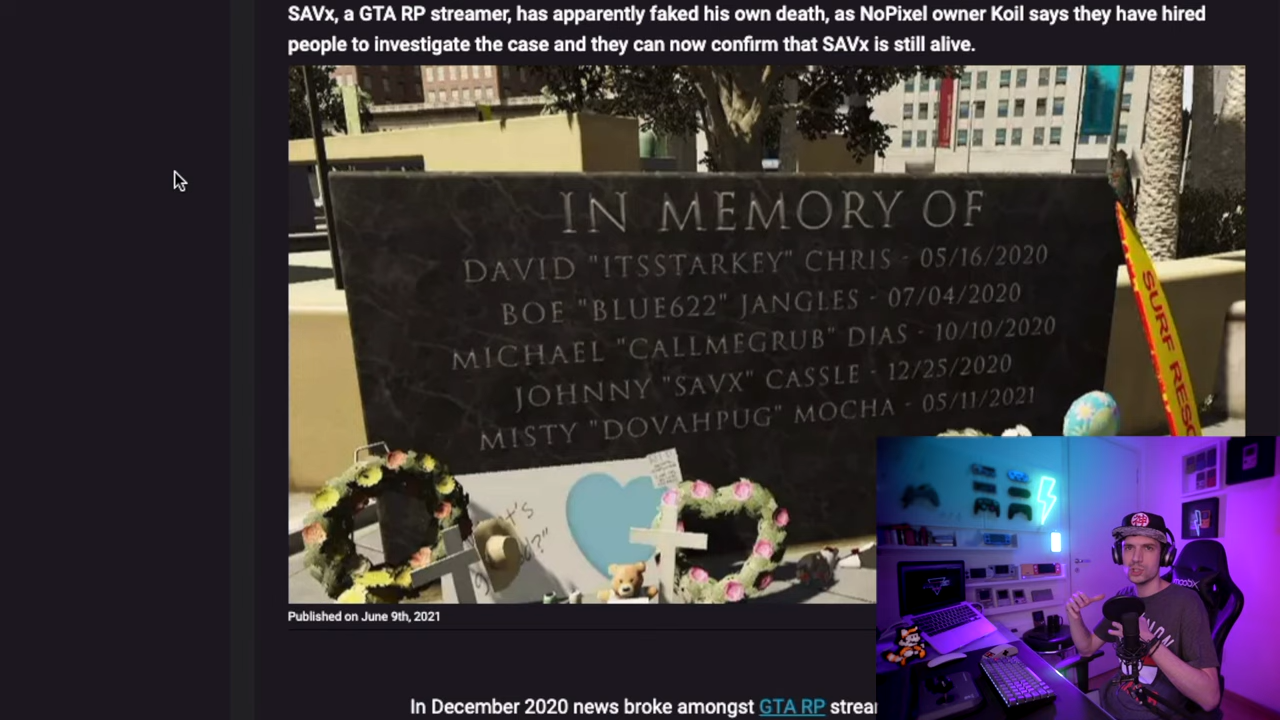 SAVx, a GTA RP streamer, has apparently faked his own death, as NoPixel owner Koil says they have hired
people to investigate the case and they can now confirm that SAVx is still alive.
IN MEMORY OF
DAVID "ITSSTARKEY" CHRIS - 05/16/2020
BOE "BLUE622" JANGLES - 07/04/2020
MICHAEL "CALLMEGRUB" DIAS - 10/10/2020
JOHNNY "SAVX" CASSLE - 12/25/2020
MISTY "DOVAHPUG" MOCHA - 05/11/2021
SURF RESC
Published on June 9th, 2021
In December 2020 news broke amongst GTA RP strea